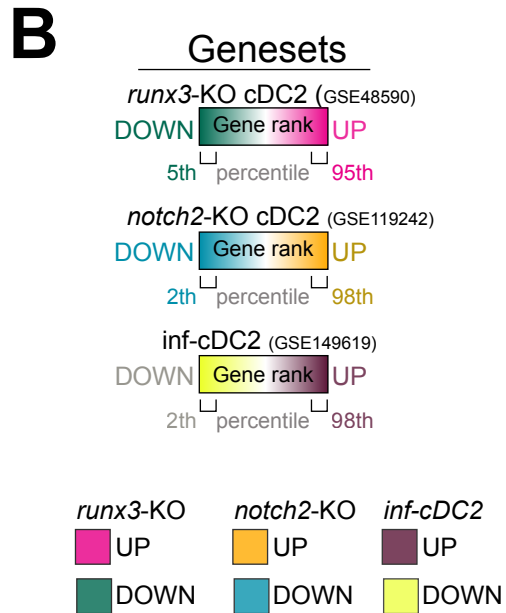 B
Genesets
runx3-KO cDC2 (GSE48590)
DOWN Gene rank UP
5th percentile 95th
notch2-KO cDC2 (GSE119242)
DOWN Gene rank UP
2th percentile 98th
inf-cDC2 (GSE149619)
DOWN Gene rank UP
2th percentile 98th
runx3-KO notch2-KO inf-cDC2
UP UP UP
DOWN DOWN DOWN